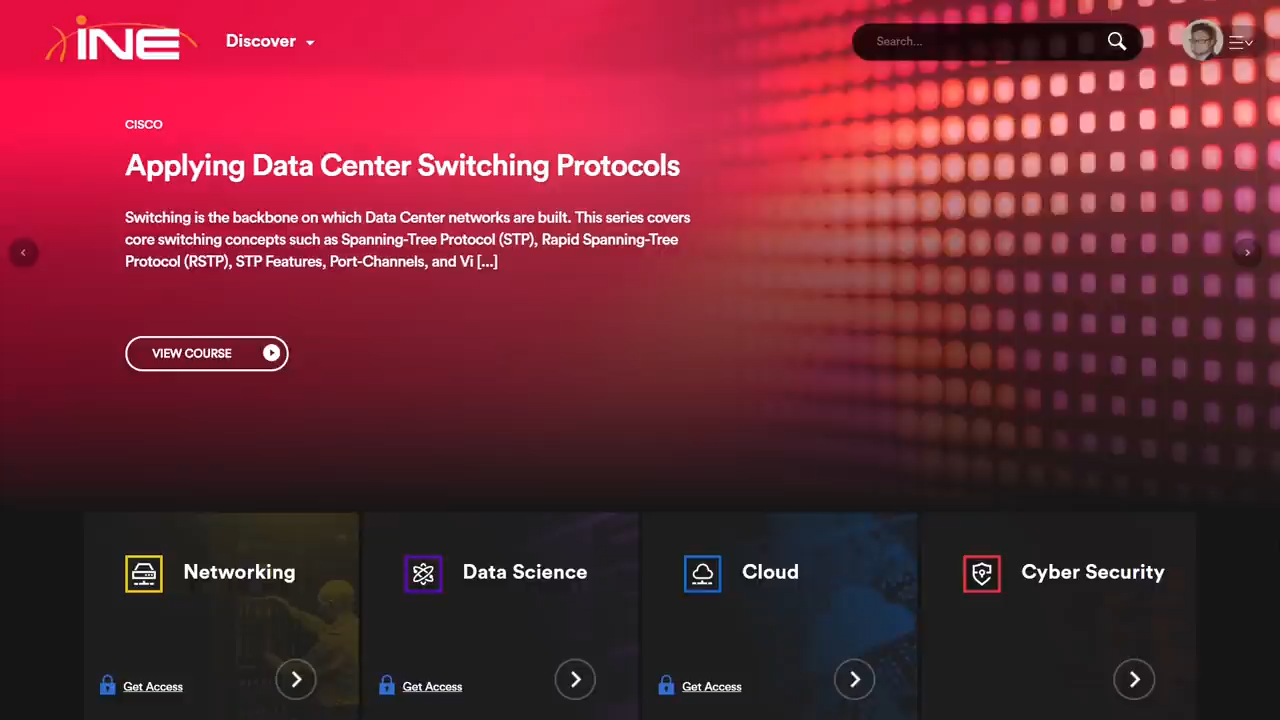 iNE
Discover
Search...
CISCO
Applying Data Center Switching Protocols
Switching is the backbone on which Data Center networks are built. This series covers
core switching concepts such as Spanning-Tree Protocol (STP), Rapid Spanning-Tree
Protocol (RSTP), STP Features, Port-Channels, and Vi [...]
VIEW COURSE
Networking
Data Science
Cloud
Cyber Security
Get Access
Get Access
Get Access